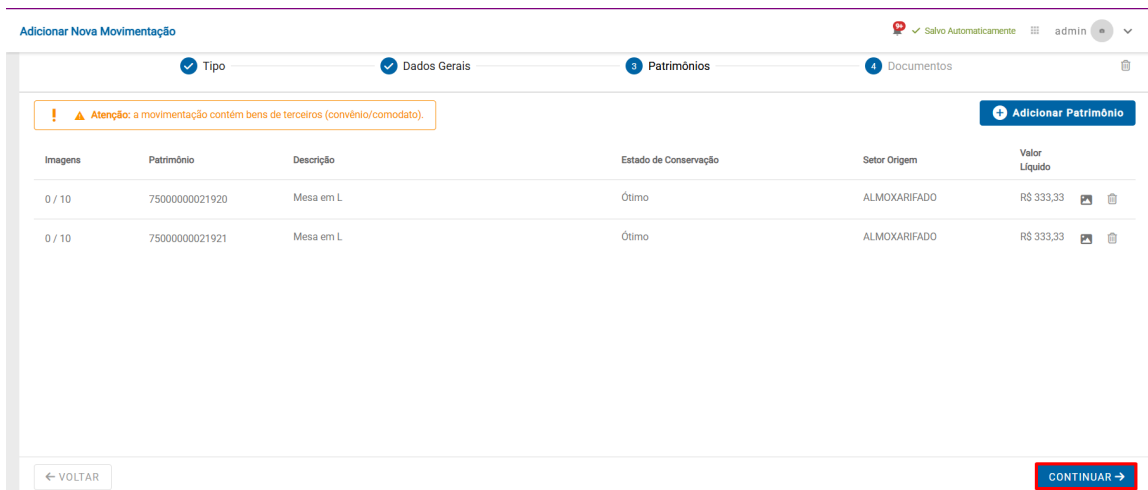 Adicionar Nova Movimentação
9+ Salvo Automaticamente admin
Tipo Dados Gerais 3 Patrimônios 4 Documentos
Atenção: a movimentação contém bens de terceiros (convênio/comodato).
Adicionar Patrimônio
Imagens Patrimônio Descrição Estado de Conservação Setor Origem Valor Líquido
0 / 10 75000000021920 Mesa em L Ótimo ALMOXARIFADO R$ 333,33
0 / 10 75000000021921 Mesa em L Ótimo ALMOXARIFADO R$ 333,33
VOLTAR CONTINUAR